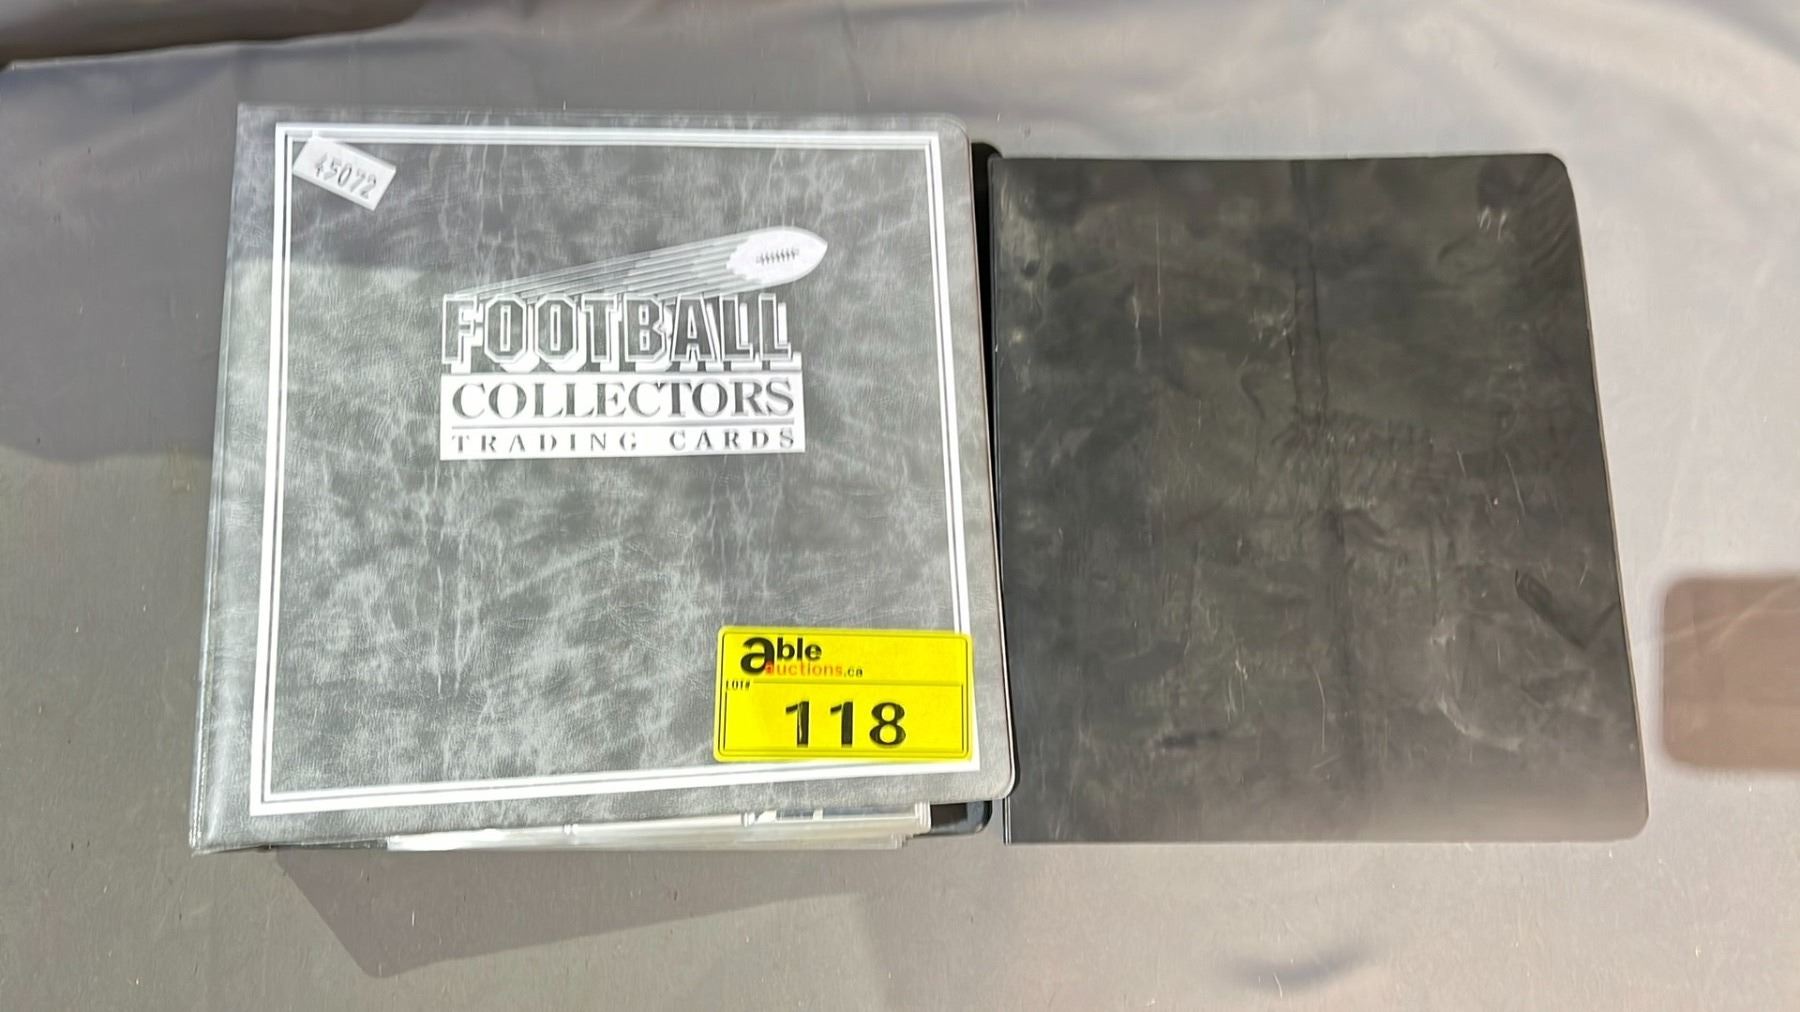 45072
FOOTBALL
COLLECTORS
TRADING CARDS
able
auctions.ca
LOT#
118